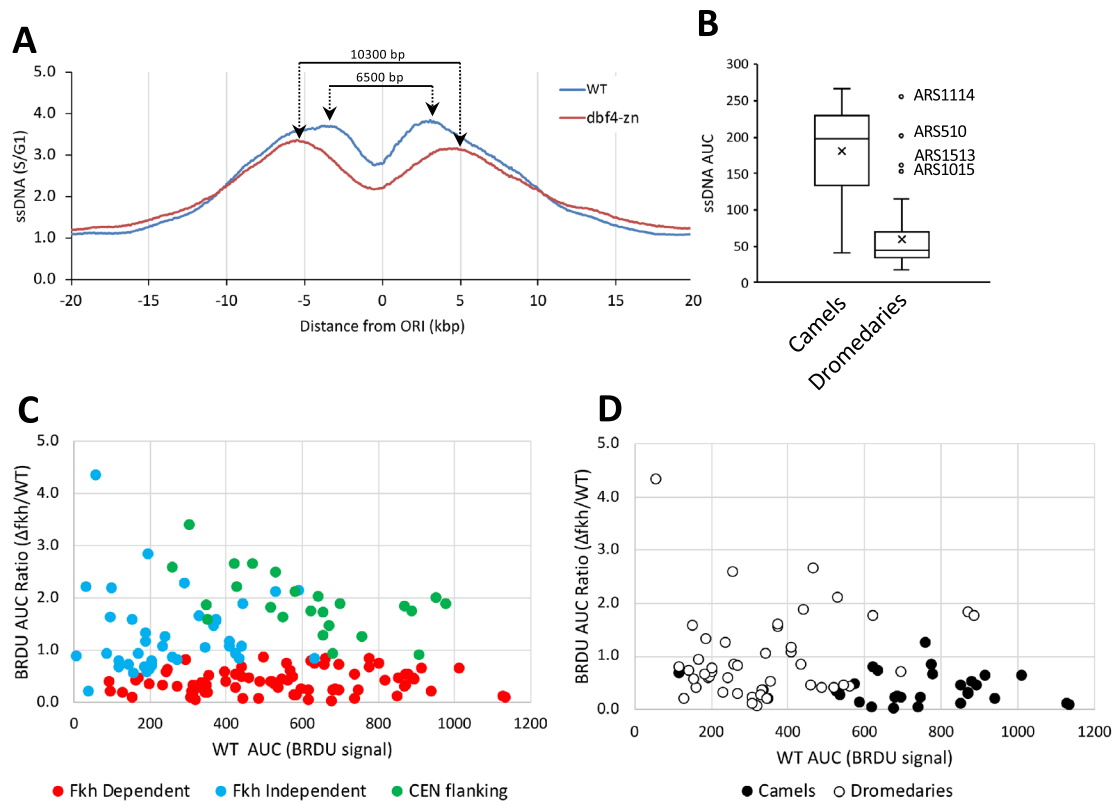 A
10300 bp
6500 bp
WT
dbf4-zn
5.0
4.0
3.0
2.0
1.0
0.0
ssDNA (S/G1)
-20 -15 -10 -5 0 5 10 15 20
Distance from ORI (kbp)
B
300
250
200
150
100
50
0
ssDNA AUC
ARS1114
ARS510
ARS1513
ARS1015
Camels
Dromedaries
C
5.0
4.0
3.0
2.0
1.0
0.0
BRDU AUC Ratio (Δfkh/WT)
0 200 400 600 800 1000 1200
WT AUC (BRDU signal)
Fkh Dependent Fkh Independent CEN flanking
D
5.0
4.0
3.0
2.0
1.0
0.0
BRDU AUC Ratio (Δfkh/WT)
0 200 400 600 800 1000 1200
WT AUC (BRDU signal)
Camels Dromedaries